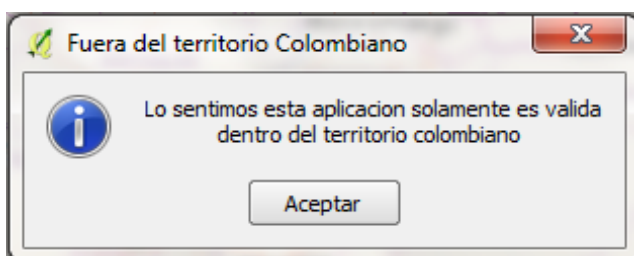 Fuera del territorio Colombiano
Lo sentimos esta aplicacion solamente es valida
dentro del territorio colombiano
Aceptar